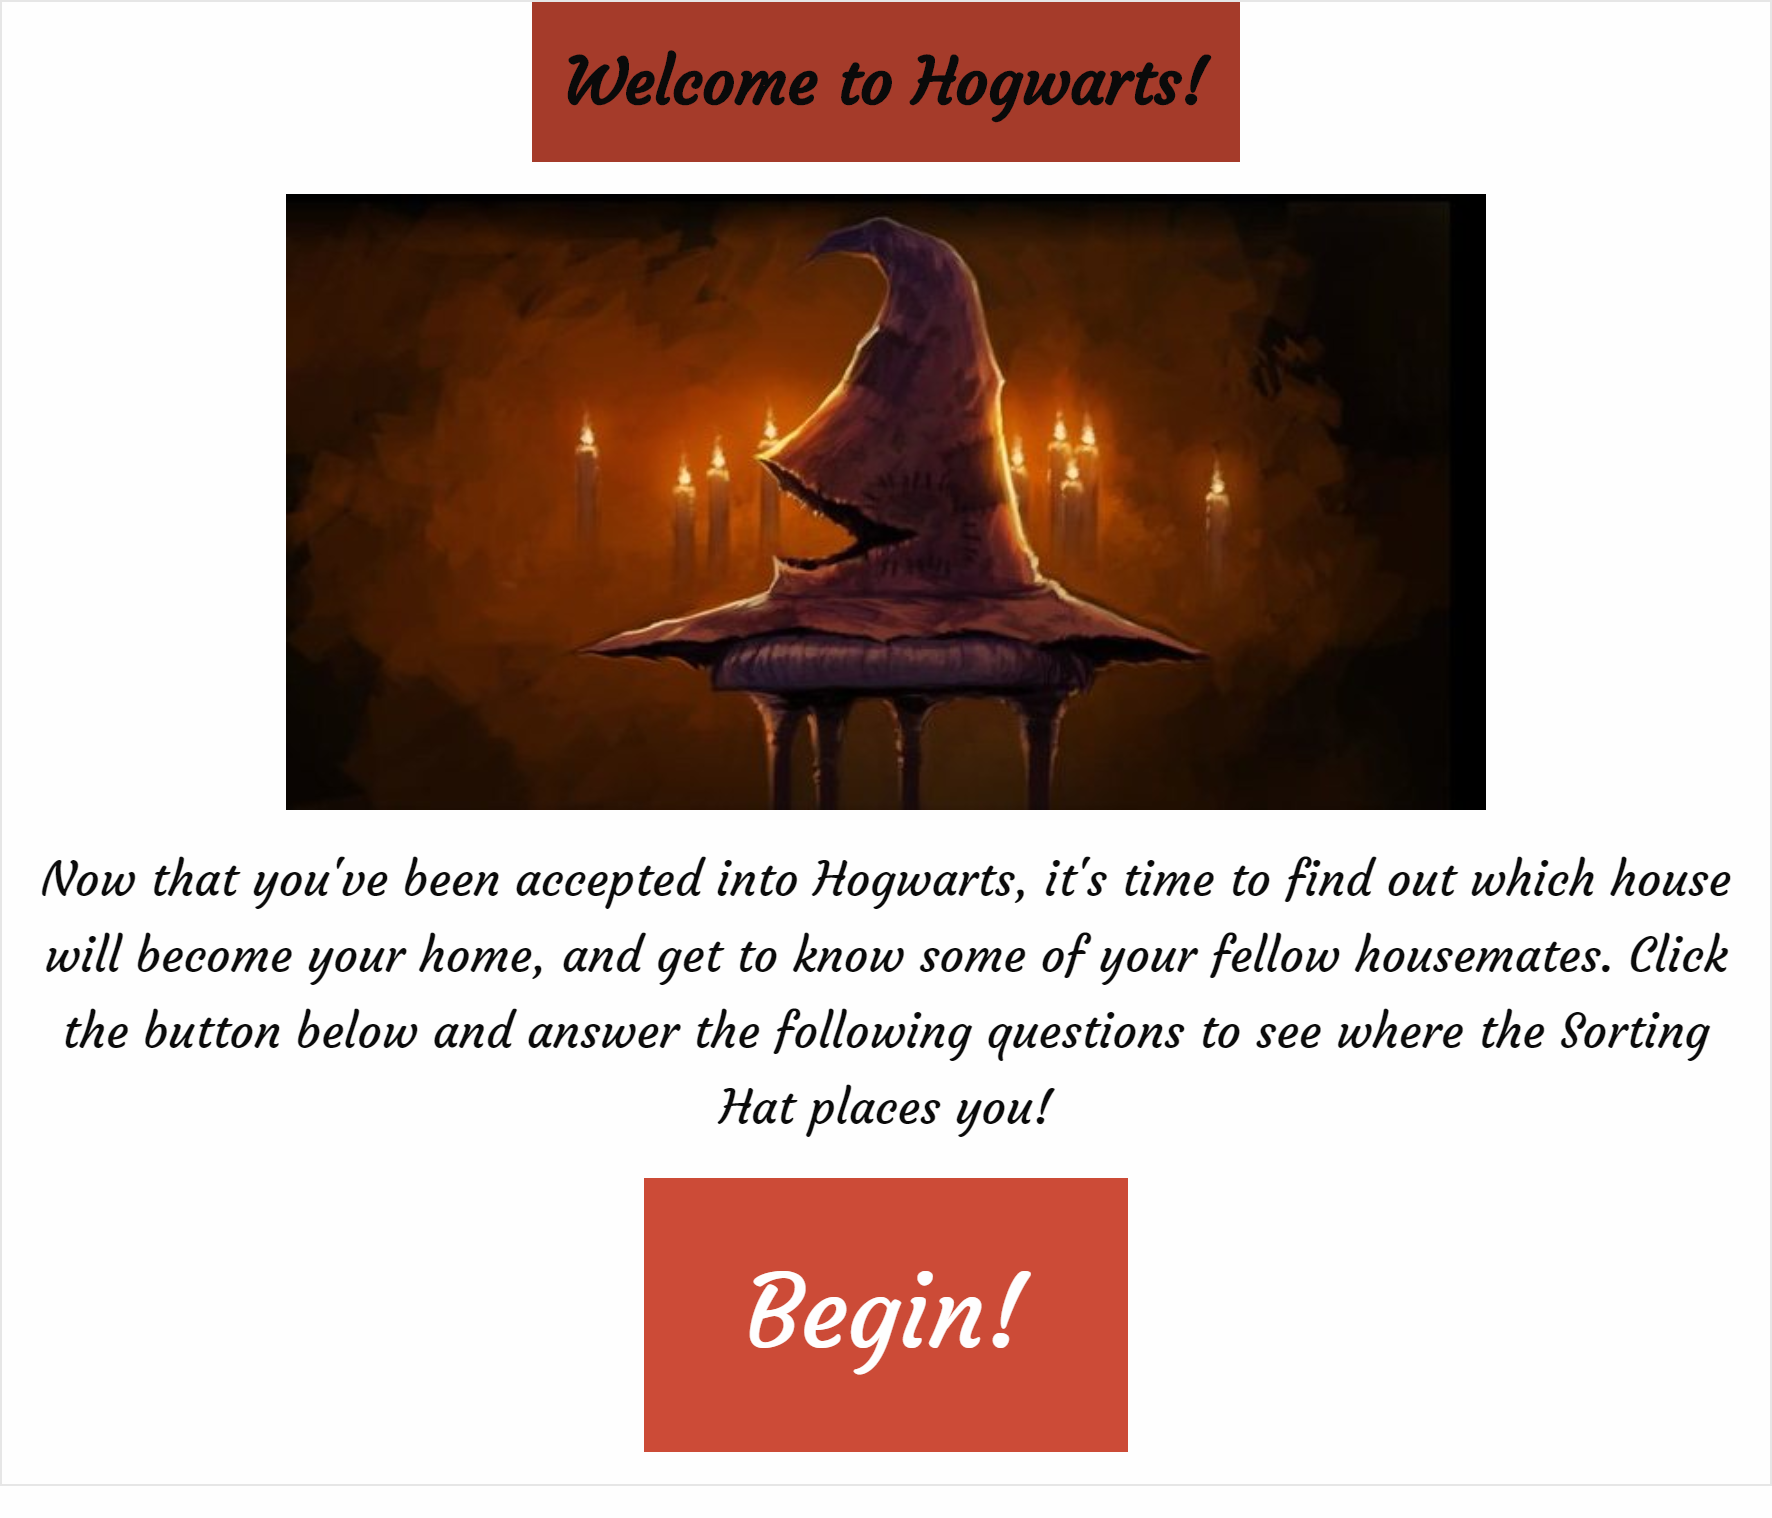 Welcome to Hogwarts!
Now that you've been accepted into Hogwarts, it's time to find out which house
will become your home, and get to know some of your fellow housemates. Click
the button below and answer the following questions to see where the Sorting
Hat places you!
Begin!